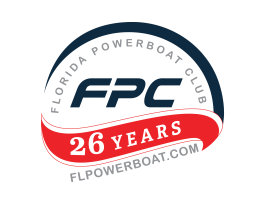 FLORIDA POWERBOAT CLUB
FPC
26 YEARS
FLPOWERBOAT.COM